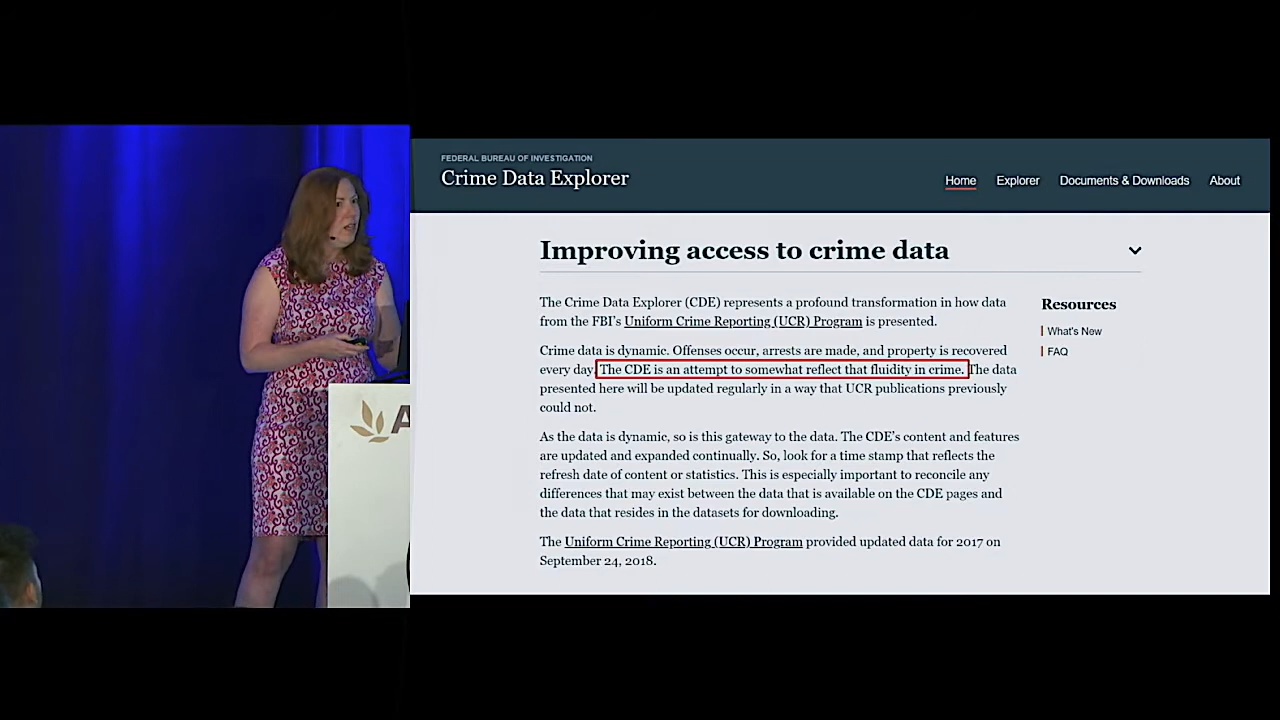 FEDERAL BUREAU OF INVESTIGATION
Crime Data Explorer
Home Explorer Documents & Downloads About
Improving access to crime data
The Crime Data Explorer (CDE) represents a profound transformation in how data
from the FBI's Uniform Crime Reporting (UCR) Program is presented.
Crime data is dynamic. Offenses occur, arrests are made, and property is recovered
every day. The CDE is an attempt to somewhat reflect that fluidity in crime. The data
presented here will be updated regularly in a way that UCR publications previously
could not.
As the data is dynamic, so is this gateway to the data. The CDE's content and features
are updated and expanded continually. So, look for a time stamp that reflects the
refresh date of content or statistics. This is especially important to reconcile any
differences that may exist between the data that is available on the CDE pages and
the data that resides in the datasets for downloading.
The Uniform Crime Reporting (UCR) Program provided updated data for 2017 on
September 24, 2018.
Resources
What's New
FAQ